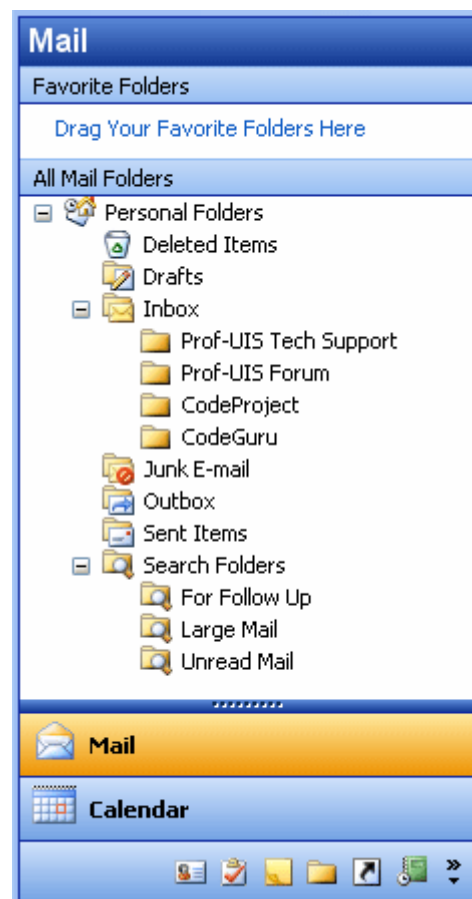 Mail
Favorite Folders
Drag Your Favorite Folders Here
All Mail Folders
Personal Folders
Deleted Items
Drafts
Inbox
Prof-UIS Tech Support
Prof-UIS Forum
CodeProject
CodeGuru
Junk E-mail
Outbox
Sent Items
Search Folders
For Follow Up
Large Mail
Unread Mail
Mail
Calendar